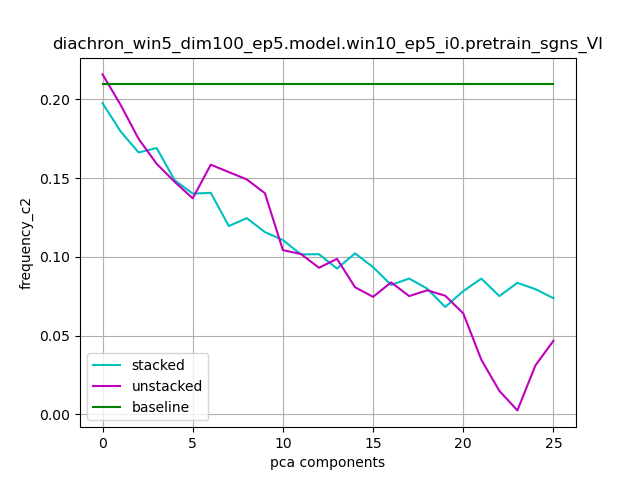 diachron_win5_dim100_ep5.model.win10_ep5_i0.pretrain_sgns_VI
frequency_c2
0.20
0.15
0.10
0.05
0.00
stacked
unstacked
baseline
0 5 10 15 20 25
pca components